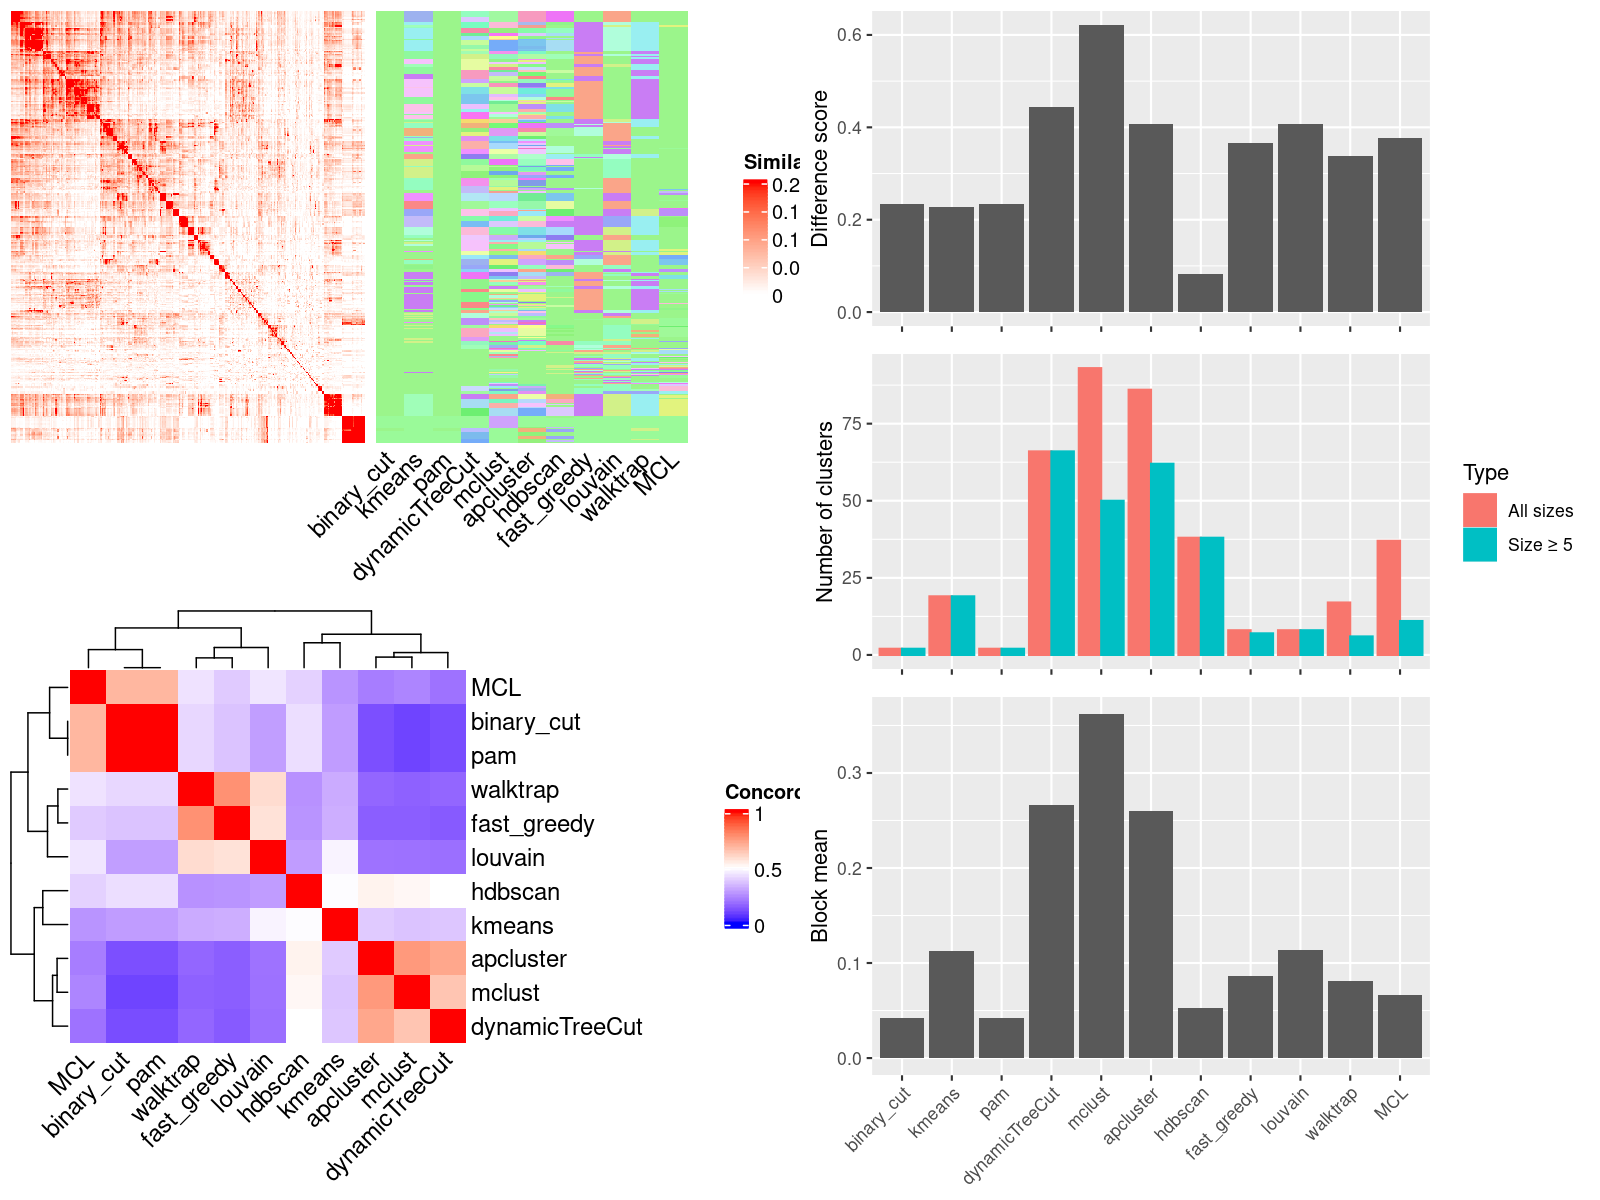 Simila
0.2
0.1
0.1
0.0
0
binary_cut
kmeans
pam
dynamicTreeCut
mclust
apcluster
hdbscan
fast_greedy
louvain
walktrap
MCL
Concord
1
0.5
0
MCL
binary_cut
pam
walktrap
fast_greedy
louvain
hdbscan
kmeans
apcluster
mclust
dynamicTreeCut
MCL
binary_cut
pam
walktrap
fast_greedy
louvain
hdbscan
kmeans
apcluster
mclust
dynamicTreeCut
Difference score
0.6
0.4
0.2
0.0
Number of clusters
75
50
25
0
Type
All sizes
Size ≥ 5
Block mean
0.3
0.2
0.1
0.0
binary_cut
kmeans
pam
dynamicTreeCut
mclust
apcluster
hdbscan
fast_greedy
louvain
walktrap
MCL